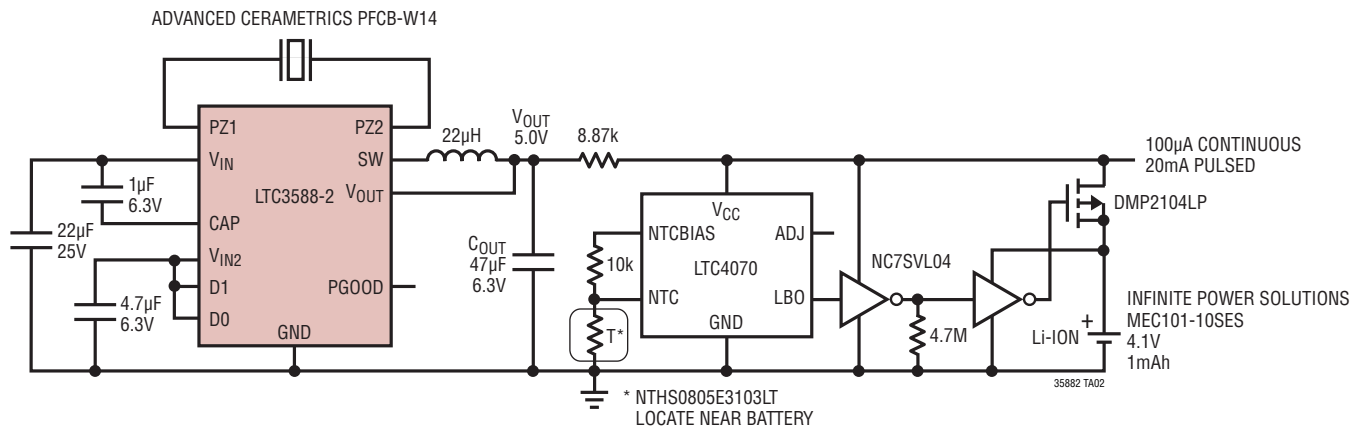 ADVANCED CERAMETRICS PFCB-W14
PZ1
PZ2
VIN
SW
LTC3588-2
VOUT
CAP
VIN2
D1
PGOOD
D0
GND
1µF
6.3V
22µF
25V
4.7µF
6.3V
22µH
VOUT
5.0V
8.87k
COUT
47µF
6.3V
10k
T*
NTCBIAS
VCC
ADJ
LTC4070
NTC
LBO
GND
NC7SVL04
4.7M
100µA CONTINUOUS
20mA PULSED
DMP2104LP
Li-ION
+
INFINITE POWER SOLUTIONS
MEC101-10SES
4.1V
1mAh
35882 TA02
* NTHS0805E3103LT
LOCATE NEAR BATTERY